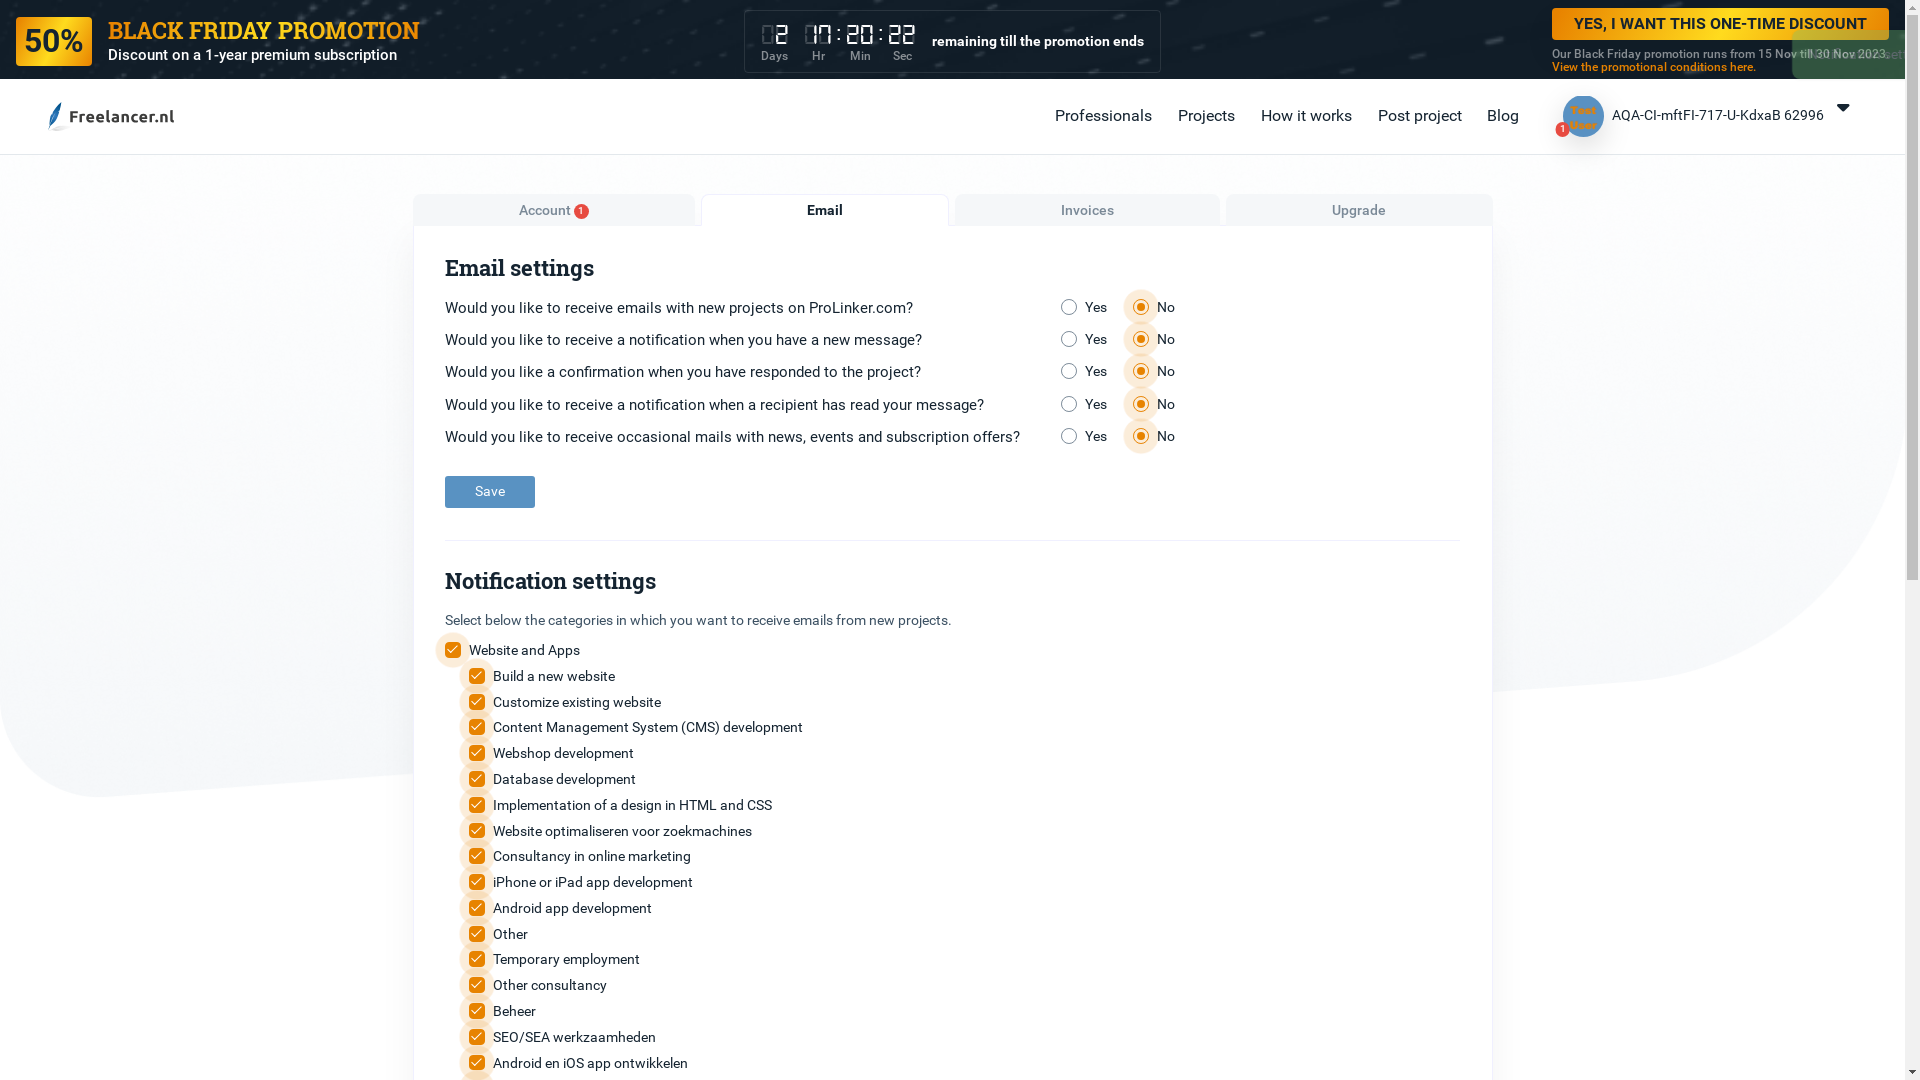 50%
BLACK FRIDAY PROMOTION
Discount on a 1-year premium subscription
2 17:20:22
Days Hr Min Sec
remaining till the promotion ends
YES, I WANT THIS ONE-TIME DISCOUNT
Our Black Friday promotion runs from 15 Nov till 30 Nov 2023.
View the promotional conditions here.
Freelancer.nl
Professionals
Projects
How it works
Post project
Blog
Test User
1
AQA-CI-mftFI-717-U-KdxaB 62996
Account 1
Email
Invoices
Upgrade
Email settings
Would you like to receive emails with new projects on ProLinker.com? Yes No
Would you like to receive a notification when you have a new message? Yes No
Would you like a confirmation when you have responded to the project? Yes No
Would you like to receive a notification when a recipient has read your message? Yes No
Would you like to receive occasional mails with news, events and subscription offers? Yes No
Save
Notification settings
Select below the categories in which you want to receive emails from new projects.
Website and Apps
Build a new website
Customize existing website
Content Management System (CMS) development
Webshop development
Database development
Implementation of a design in HTML and CSS
Website optimaliseren voor zoekmachines
Consultancy in online marketing
iPhone or iPad app development
Android app development
Other
Temporary employment
Other consultancy
Beheer
SEO/SEA werkzaamheden
Android en iOS app ontwikkelen